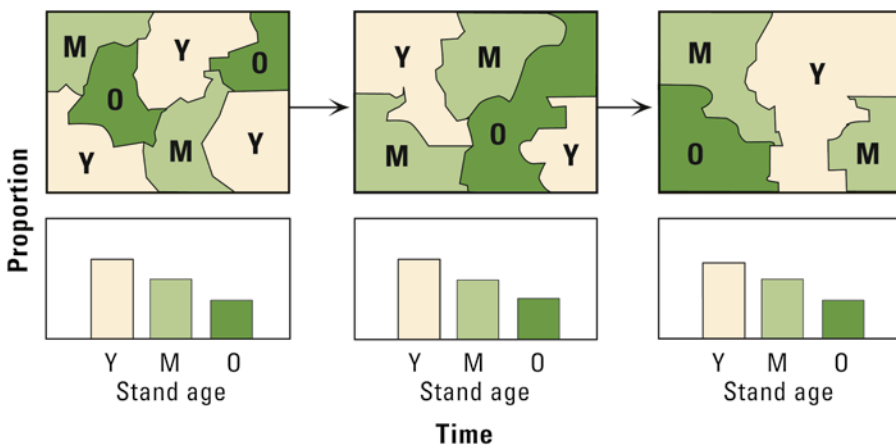 M Y O
O
Y M Y
Y M
O
M Y
M Y
O M
Proportion
Y M O
Stand age
Y M O
Stand age
Y M O
Stand age
Time